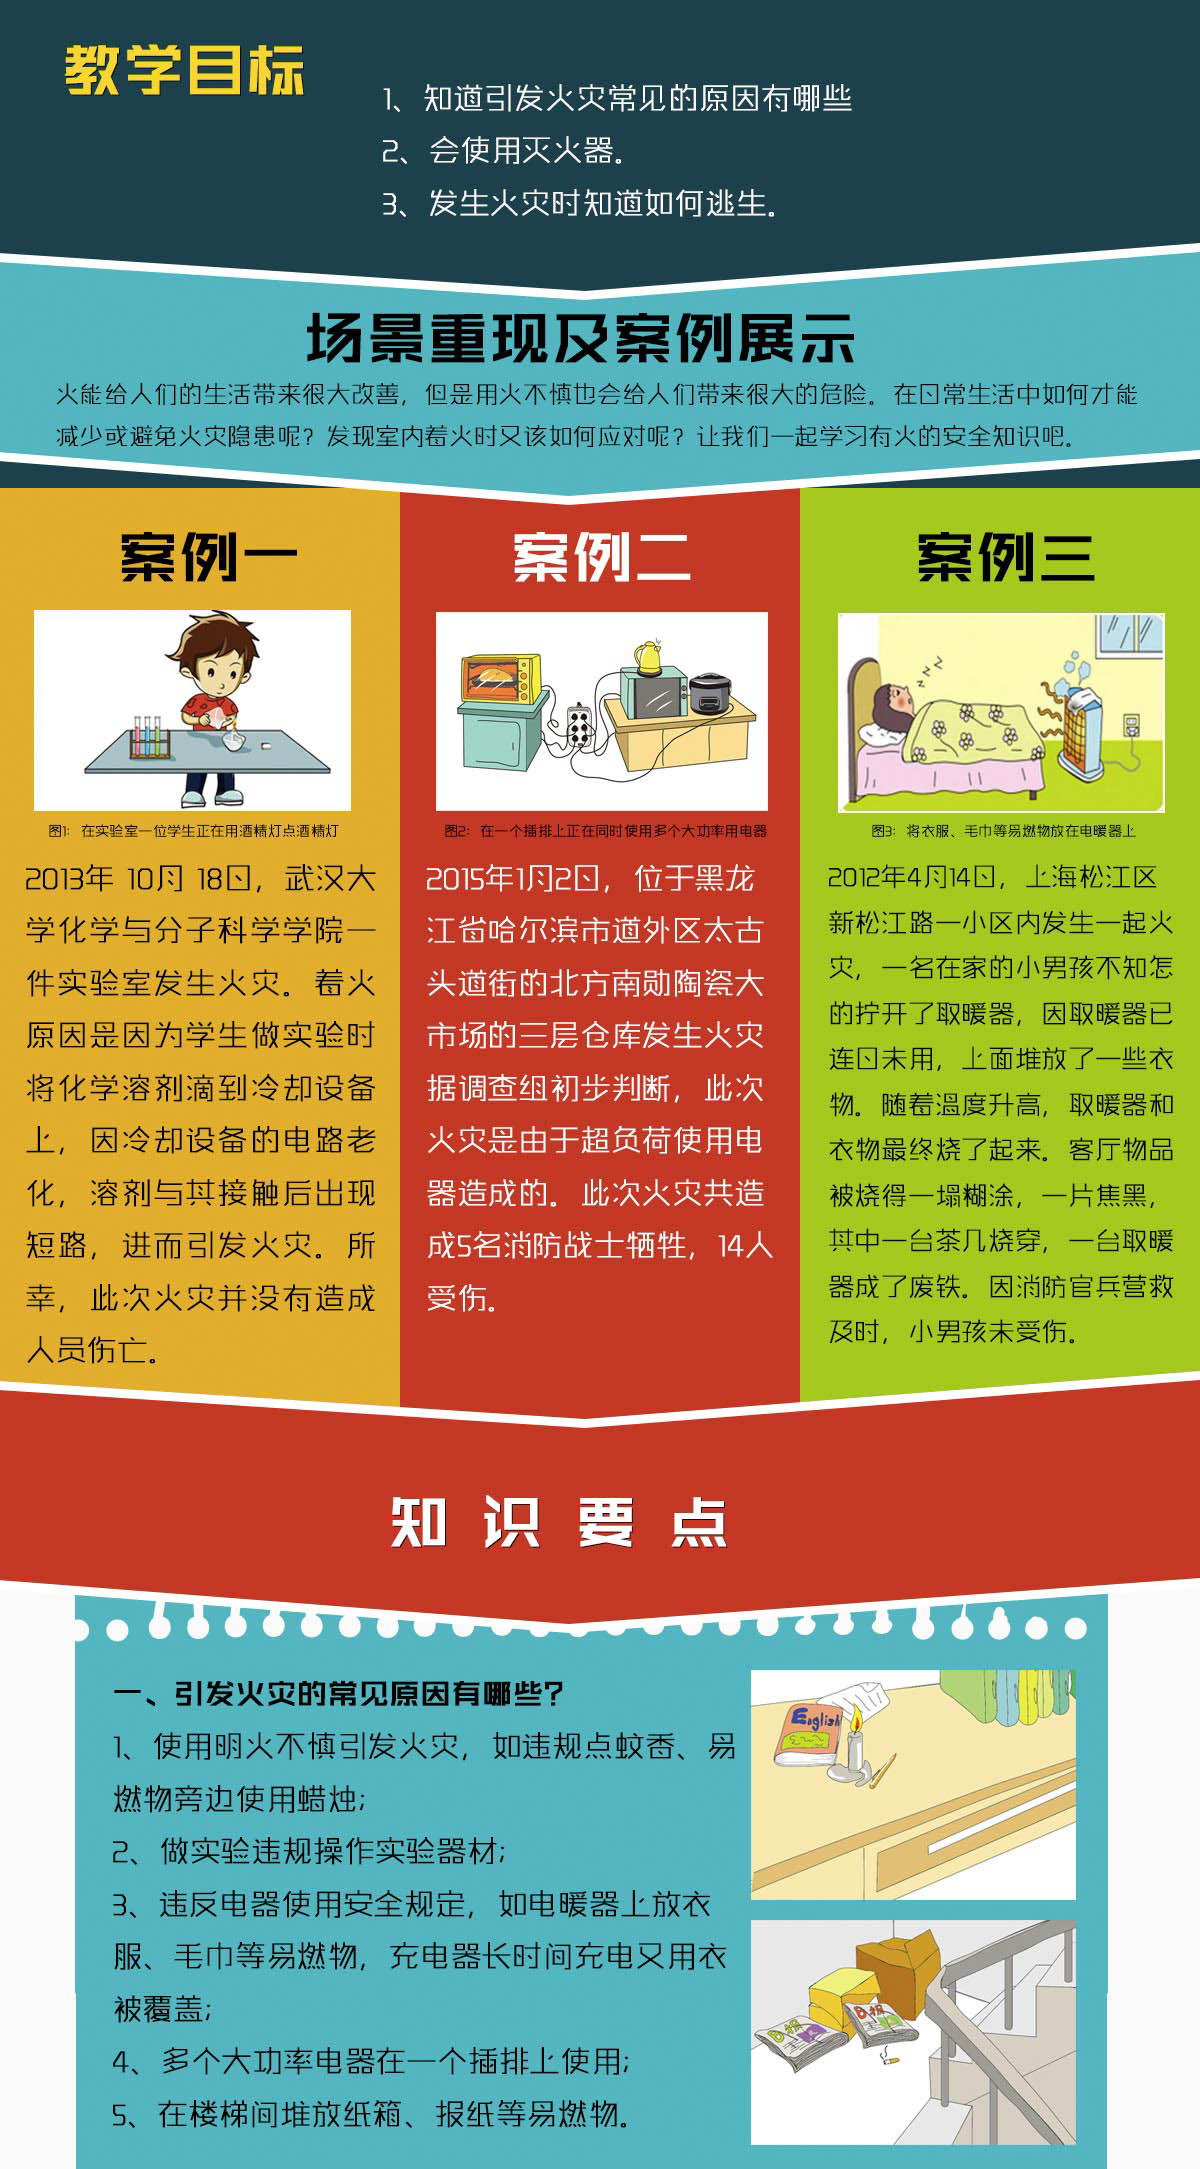 教学目标
1、知道引发火灾常见的原因有哪些
2、会使用灭火器。
3、发生火灾时知道如何逃生。
场景重现及案例展示
火能给人们的生活带来很大改善，但是用火不慎也会给人们带来很大的危险。在日常生活中如何才能
减少或避免火灾隐患呢？发现室内着火时又该如何应对呢？让我们一起学习有火的安全知识吧。
案例一
图1：在实验室一位学生正在用酒精灯点酒精灯
2013年 10月 18日，武汉大
学化学与分子科学学院一
件实验室发生火灾。着火
原因是因为学生做实验时
将化学溶剂滴到冷却设备
上，因冷却设备的电路老
化，溶剂与其接触后出现
短路，进而引发火灾。所
幸，此次火灾并没有造成
人员伤亡。
案例二
图2：在一个插排上正在同时使用多个大功率用电器
2015年1月2日，位于黑龙
江省哈尔滨市道外区太古
头道街的北方南勋陶瓷大
市场的三层仓库发生火灾
据调查组初步判断，此次
火灾是由于超负荷使用电
器造成的。此次火灾共造
成5名消防战士牺牲，14人
受伤。
案例三
图3：将衣服、毛巾等易燃物放在电暖器上
2012年4月14日，上海松江区
新松江路一小区内发生一起火
灾，一名在家的小男孩不知怎
的拧开了取暖器，因取暖器已
连日未用，上面堆放了一些衣
物。随着温度升高，取暖器和
衣物最终烧了起来。客厅物品
被烧得一塌糊涂，一片焦黑，
其中一台茶几烧穿，一台取暖
器成了废铁。因消防官兵营救
及时，小男孩未受伤。
知识要点
一、引发火灾的常见原因有哪些？
1、使用明火不慎引发火灾，如违规点蚊香、易
燃物旁边使用蜡烛；
2、做实验违规操作实验器材；
3、违反电器使用安全规定，如电暖器上放衣
服、毛巾等易燃物，充电器长时间充电又用衣
被覆盖；
4、多个大功率电器在一个插排上使用；
5、在楼梯间堆放纸箱、报纸等易燃物。
English
日报
日报